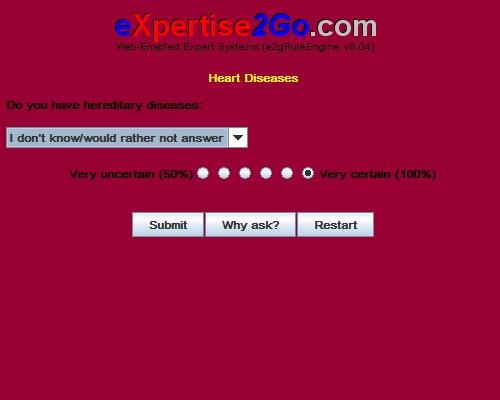 eXpertise2Go.com
Web-Enabled Expert Systems (e2gRuleEngine v8.04)
Heart Diseases
Do you have hereditary diseases:
I don't know/would rather not answer
Very uncertain (50%) Very certain (100%)
Submit Why ask? Restart